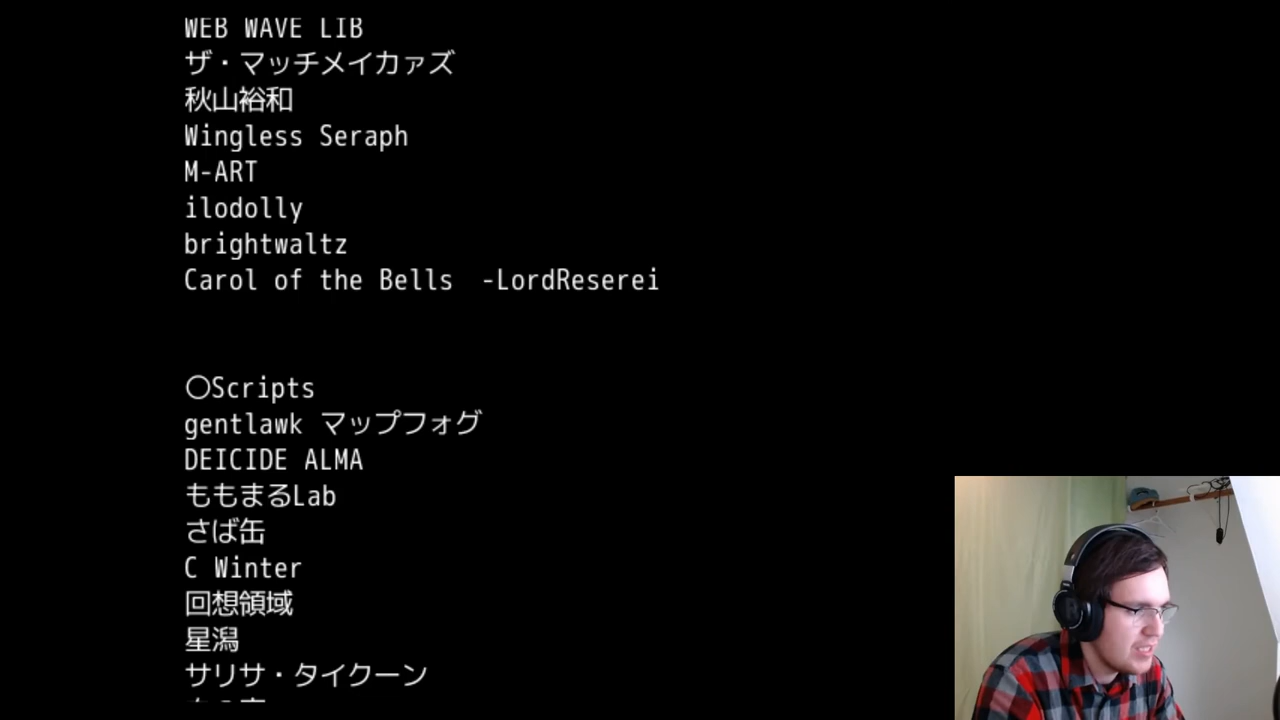 WEB WAVE LIB
ザ・マッチメイカァズ
秋山裕和
Wingless Seraph
M-ART
ilodolly
brightwaltz
Carol of the Bells　-LordReserei
〇Scripts
gentlawk マップフォグ
DEICIDE ALMA
ももまるLab
さば缶
C Winter
回想領域
星潟
サリサ・タイクーン